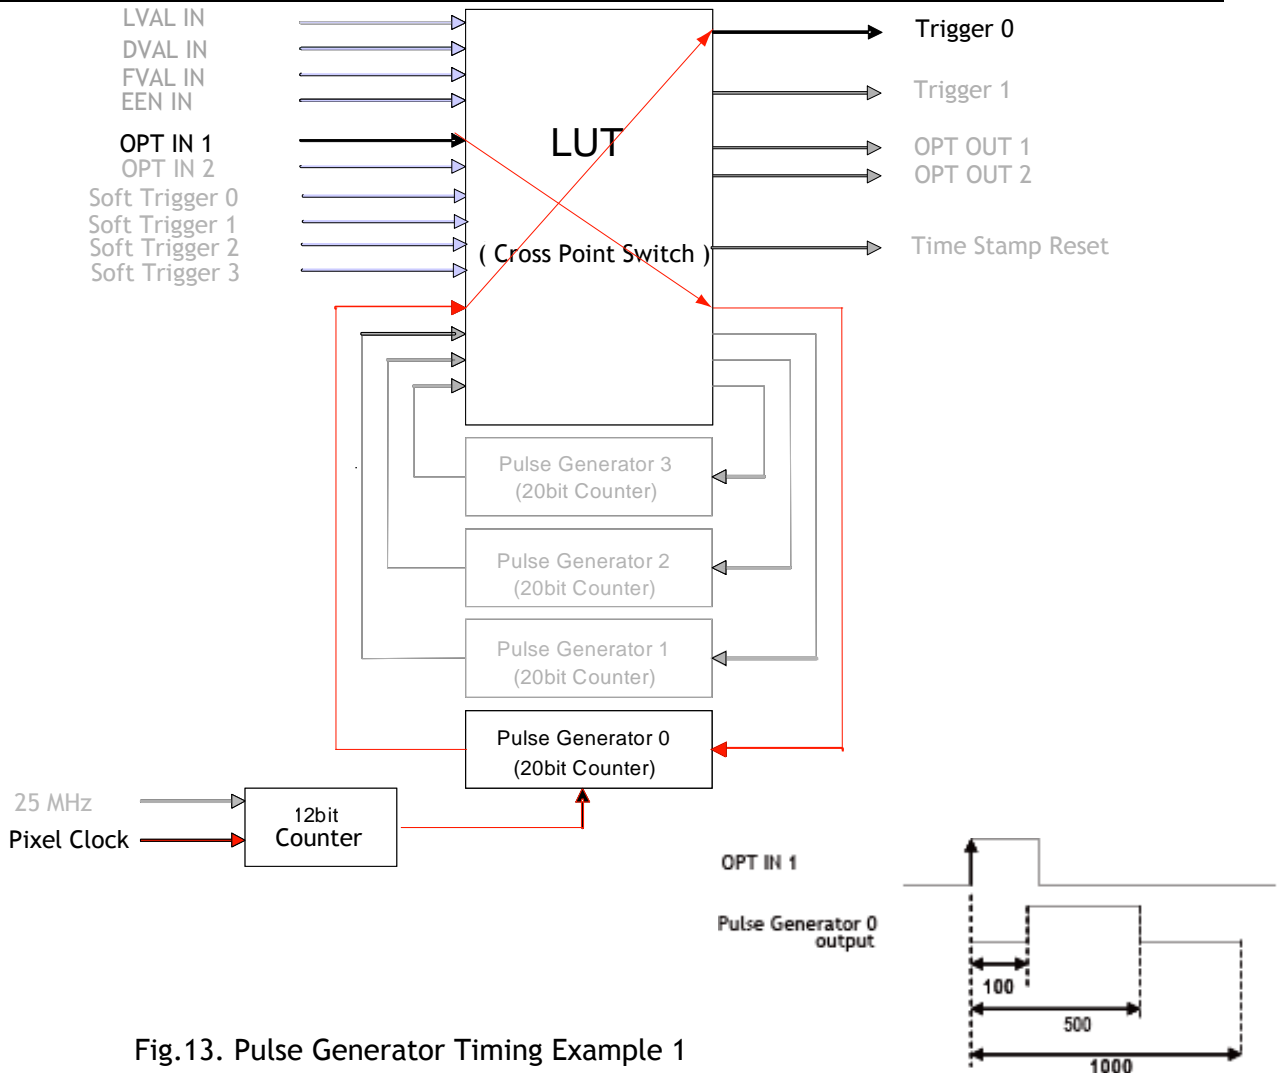 LVAL IN
DVAL IN
FVAL IN
EEN IN
OPT IN 1
OPT IN 2
Soft Trigger 0
Soft Trigger 1
Soft Trigger 2
Soft Trigger 3
LUT
( Cross Point Switch )
Trigger 0
Trigger 1
OPT OUT 1
OPT OUT 2
Time Stamp Reset
Pulse Generator 3
(20bit Counter)
Pulse Generator 2
(20bit Counter)
Pulse Generator 1
(20bit Counter)
Pulse Generator 0
(20bit Counter)
25 MHz
Pixel Clock
12bit
Counter
OPT IN 1
Pulse Generator 0
output
100
500
1000
Fig.13. Pulse Generator Timing Example 1